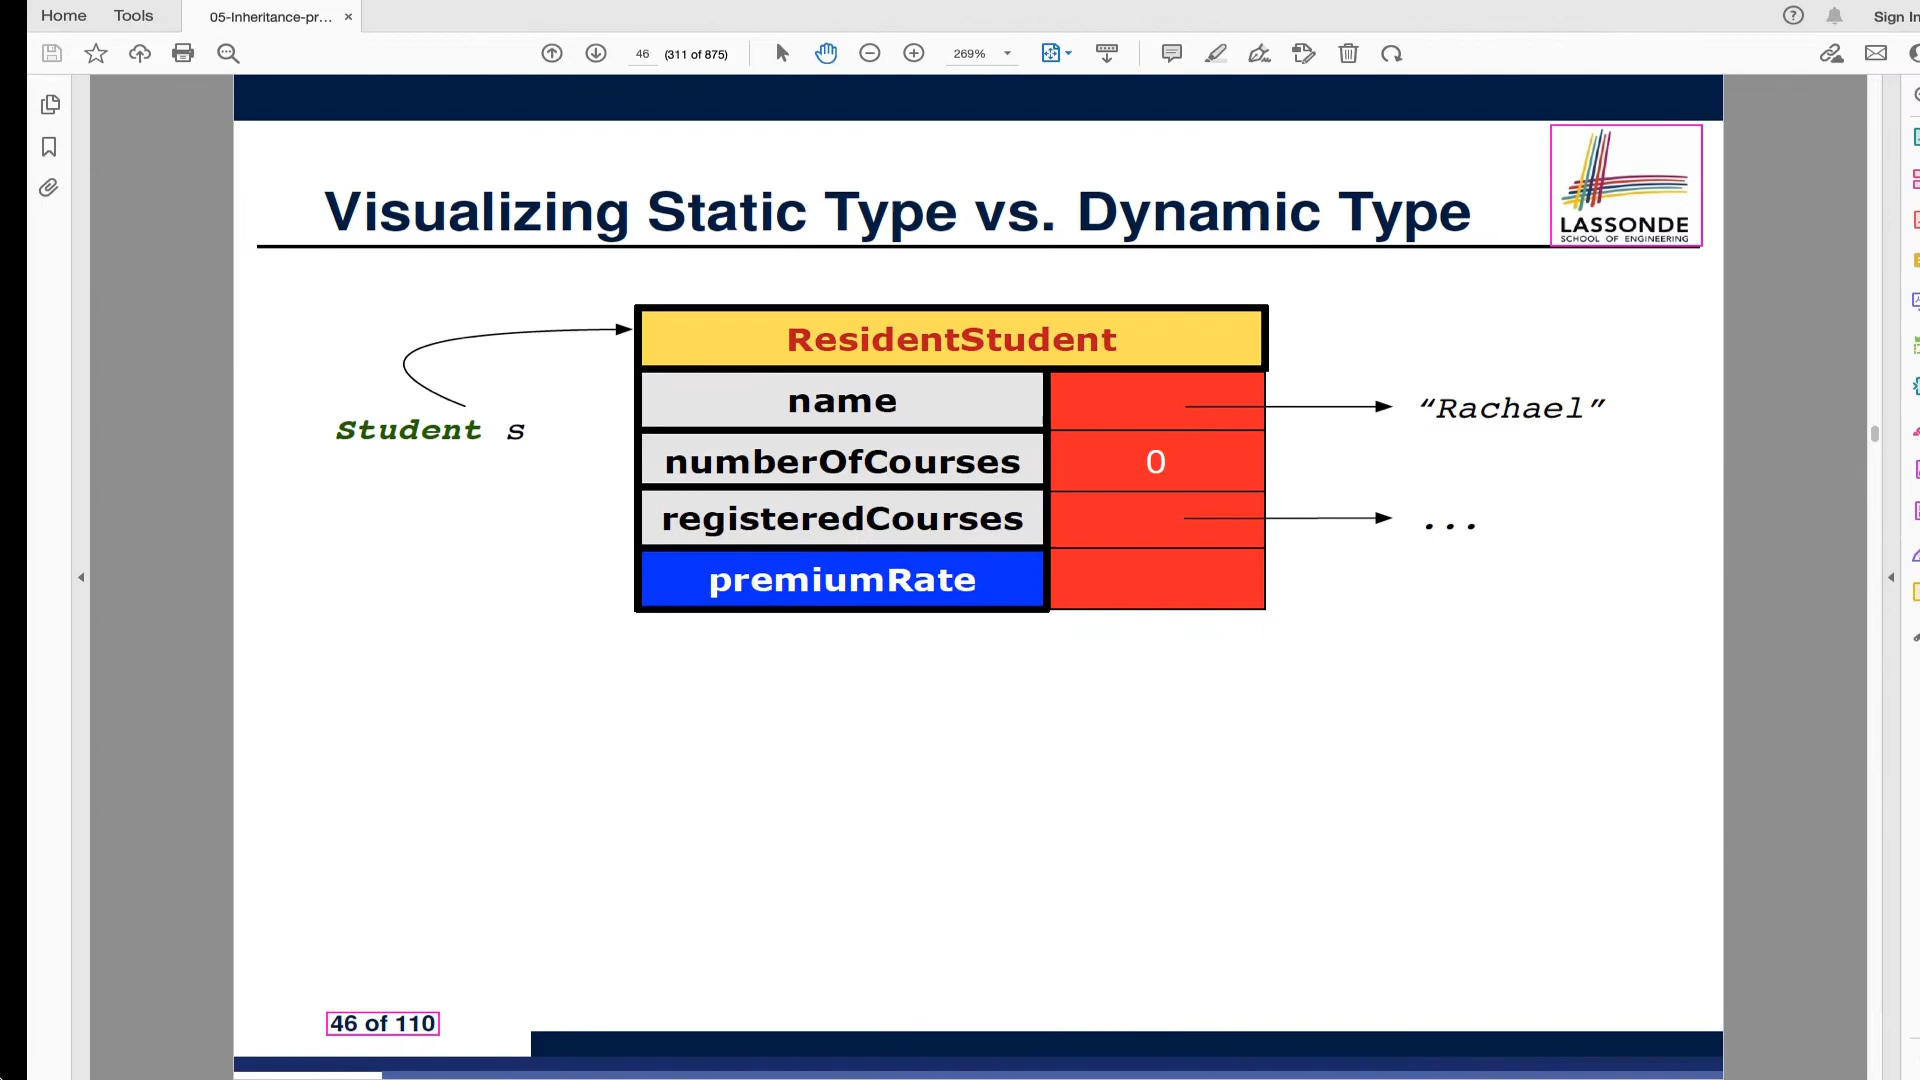 Home
Tools
05-Inheritance-pr...
Sign In
46 (311 of 875)
269%
Visualizing Static Type vs. Dynamic Type
LASSONDE
SCHOOL OF ENGINEERING
ResidentStudent
Student s
name
“Rachael”
numberOfCourses
0
registeredCourses
...
premiumRate
46 of 110